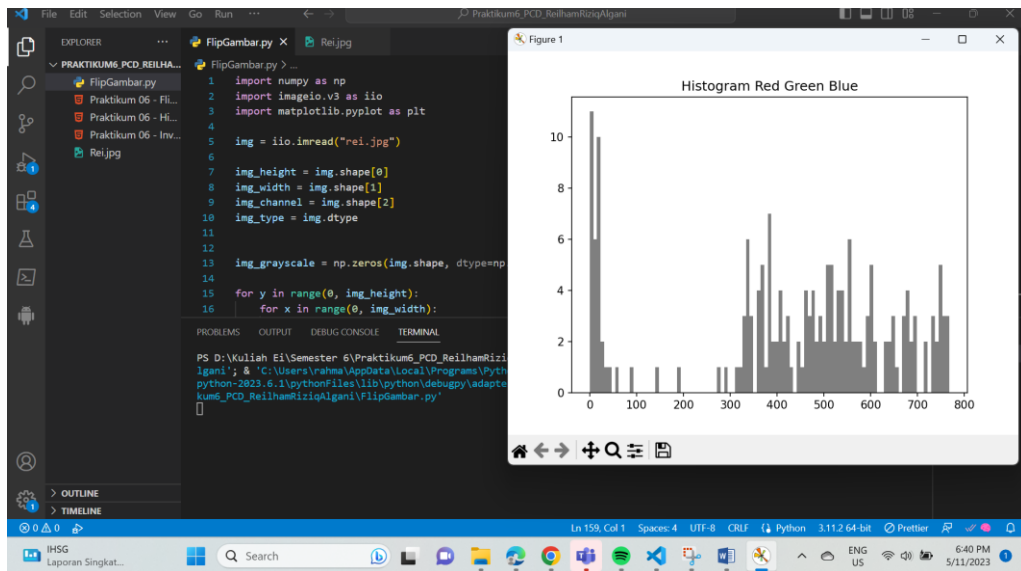 File Edit Selection View Go Run ··· Praktikum6_PCD_ReilhamRiziqAlgani
EXPLORER ···
PRAKTIKUM6_PCD_REILHA...
FlipGambar.py
Praktikum 06 - Fli...
Praktikum 06 - Hi...
Praktikum 06 - Inv...
Rei.jpg
OUTLINE
TIMELINE
FlipGambar.py Rei.jpg
FlipGambar.py > ...
1 import numpy as np
2 import imageio.v3 as iio
3 import matplotlib.pyplot as plt
4
5 img = iio.imread("rei.jpg")
6
7 img_height = img.shape[0]
8 img_width = img.shape[1]
9 img_channel = img.shape[2]
10 img_type = img.dtype
11
12
13 img_grayscale = np.zeros(img.shape, dtype=np.
14
15 for y in range(0, img_height):
16 for x in range(0, img_width):
PROBLEMS OUTPUT DEBUG CONSOLE TERMINAL
PS D:\Kuliah Ei\Semester 6\Praktikum6_PCD_ReilhamRizi
lgani'; & 'C:\Users\rahma\AppData\Local\Programs\Pyth
python-2023.6.1\pythonFiles\lib\python\debugpy\adapte
kum6_PCD_ReilhamRiziqAlgani\FlipGambar.py'
Figure 1
Histogram Red Green Blue
10
8
6
4
2
0
0 100 200 300 400 500 600 700 800
1
4
1
0 0 Ln 159, Col 1 Spaces: 4 UTF-8 CRLF Python 3.11.2 64-bit Prettier
IHSG
Laporan Singkat...
Search
ENG
US
6:40 PM
5/11/2023
1